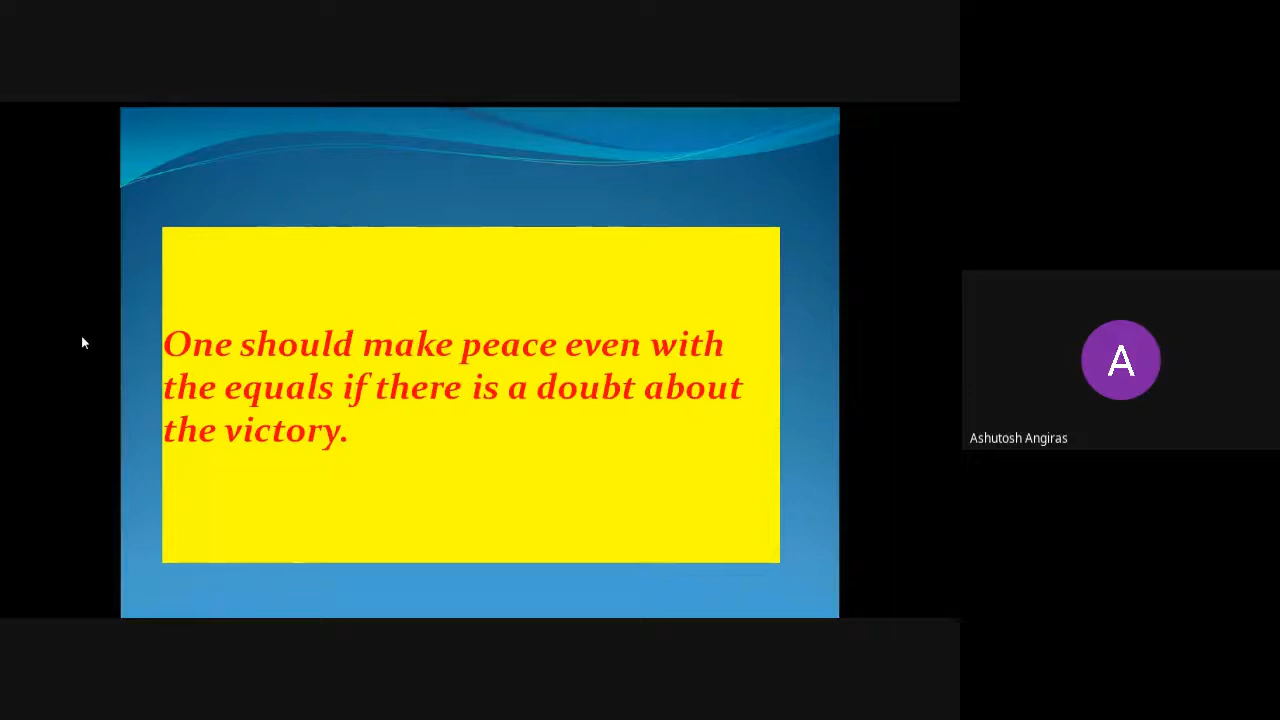 One should make peace even with
the equals if there is a doubt about
the victory.
A
Ashutosh Angiras